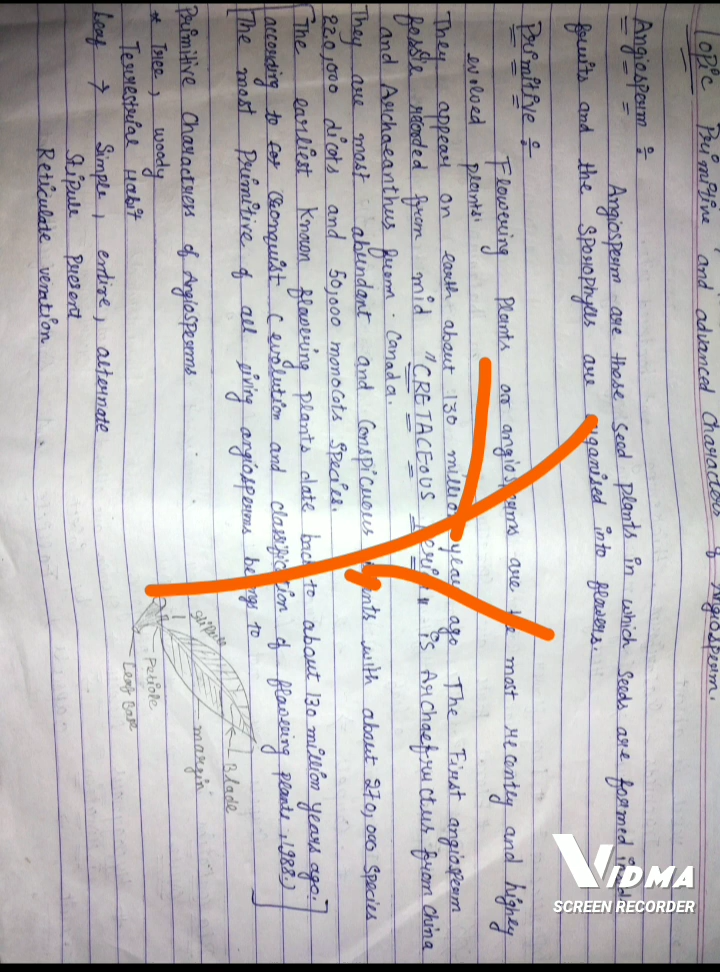 Topic Primitive and advanced characters of Angiosperm.
Angiosperm :- Angiosperm are those Seed Plants in which seeds are formed
fruits and the Sporophylls are organised into flowers.
Primitive :-
Flowering Plants or angiosperms are the most recently and highly
evolved plants.
They appear on earth about 130 million year ago The First angiosperm
fossil recorded from mid "CRETACEOUS Period" is Archaefructus from China
and Archaeanthus from Canada.
They are most abundant and Conspicuous Plants with about 270,000 Species
220,000 dicots and 50,000 monocots Species.
[The earliest Known flowering plants date back to about 130 million years ago.]
[according to Cronquist (evolution and classification of flowering plants, 1988.)
The most Primitive of all living angiosperms belongs to ]
Primitive Characters of Angiosperms
* Tree, woody
Terrestrial Habit
Leaf → Simple, entire, alternate
Stipule Present
Reticulate venation
Stipule
Petiole
Leaf Base
margin
Blade
VIDMA
SCREEN RECORDER